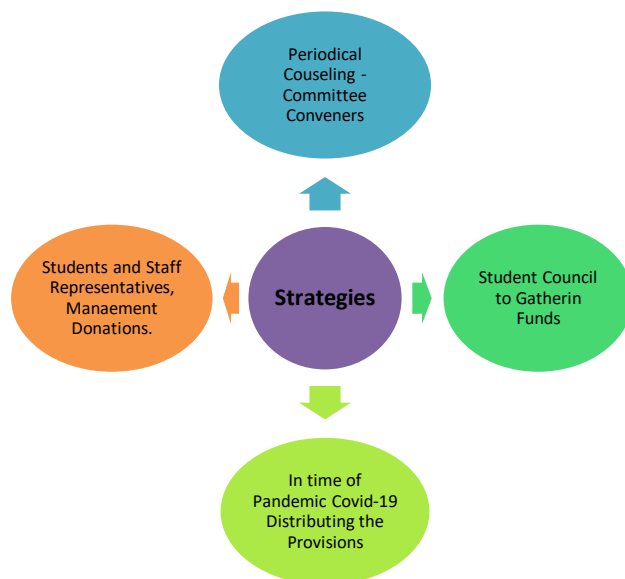 Periodical
Couseling -
Committee
Conveners
Students and Staff
Representatives,
Manaement
Donations.
Strategies
Student Council
to Gatherin
Funds
In time of
Pandemic Covid-19
Distributing the
Provisions